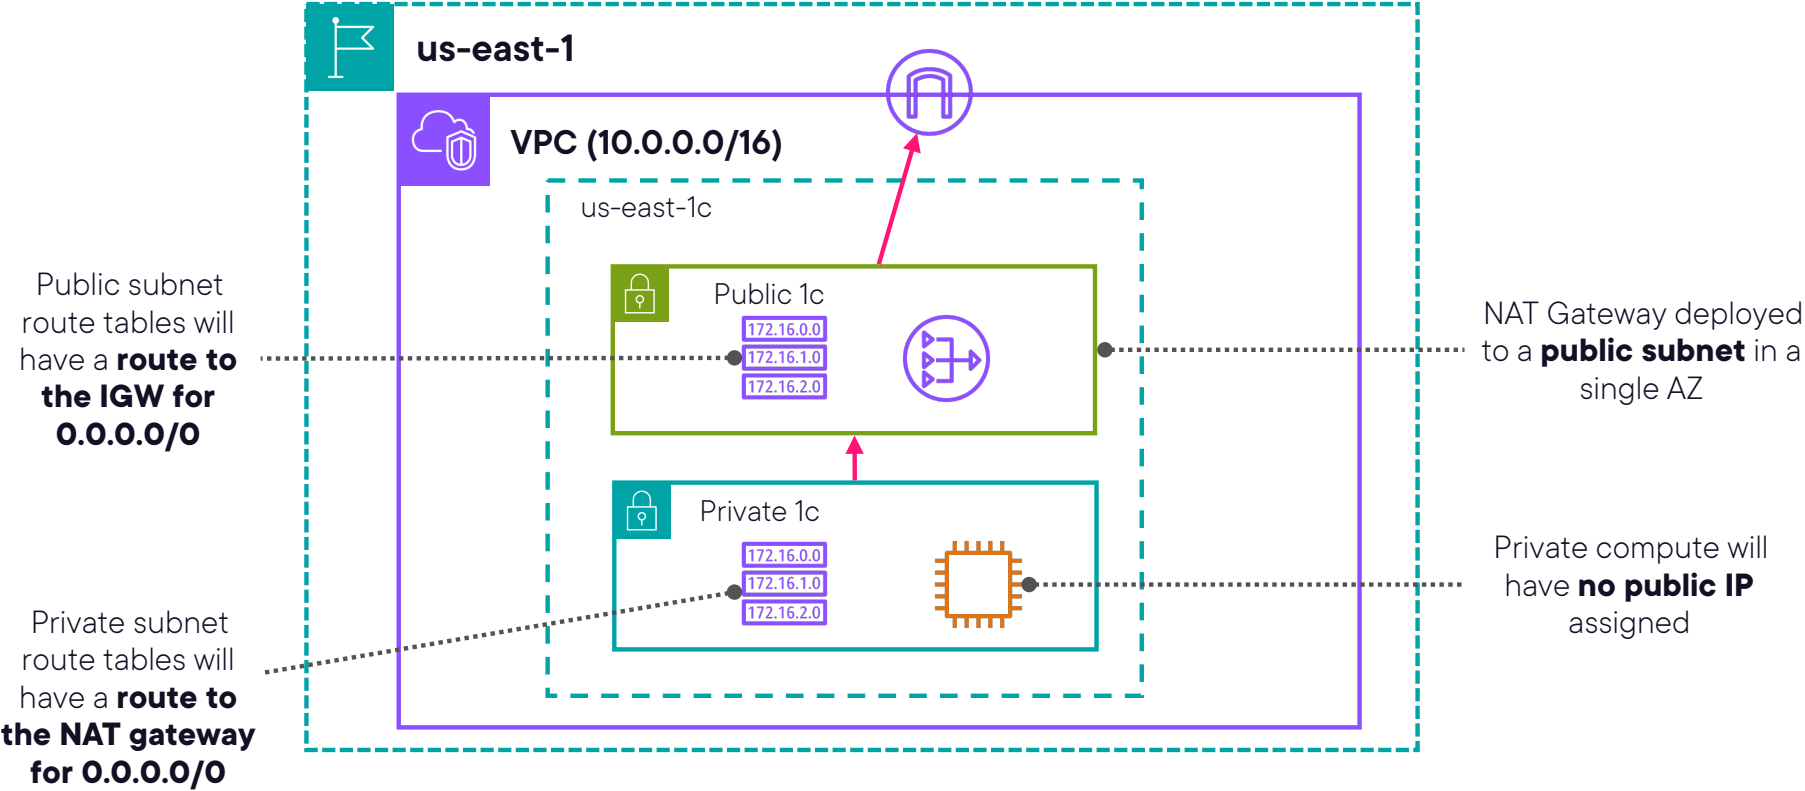 us-east-1
VPC (10.0.0.0/16)
us-east-1c
Public subnet
route tables will
have a route to
the IGW for
0.0.0.0/0
Public 1c
172.16.0.0
172.16.1.0
172.16.2.0
NAT Gateway deployed
to a public subnet in a
single AZ
Private 1c
172.16.0.0
172.16.1.0
172.16.2.0
Private compute will
have no public IP
assigned
Private subnet
route tables will
have a route to
the NAT gateway
for 0.0.0.0/0